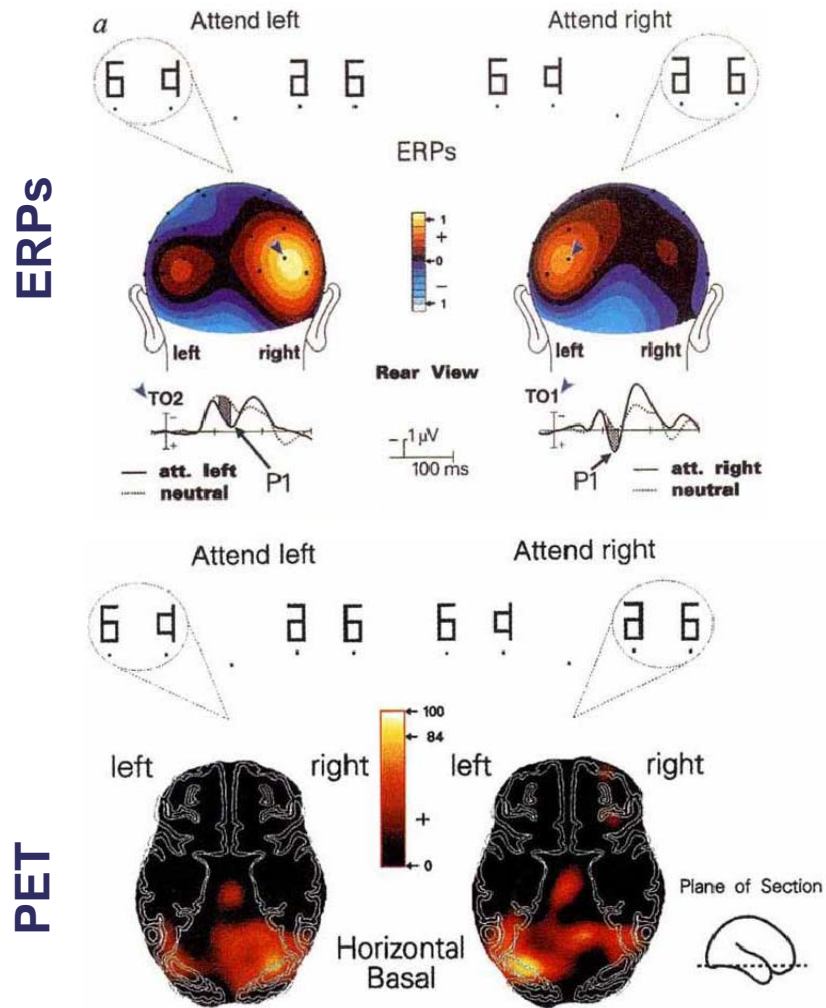 a Attend left Attend right
ERPs
ERPs
1
+
0
−
1
left right left right
Rear View
TO2 TO1
−
+
−
+
− 1 μV
100 ms
P1 P1
att. left att. right
neutral neutral
Attend left Attend right
PET
100
84
+
0
left right left right
Plane of Section
Horizontal
Basal